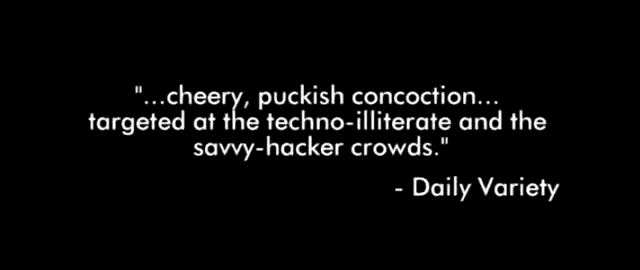 "...cheery, puckish concoction...
targeted at the techno-illiterate and the
savvy-hacker crowds."
- Daily Variety